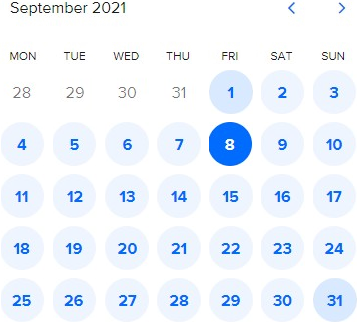 September 2021
MON TUE WED THU FRI SAT SUN
28 29 30 31 1 2 3
4 5 6 7 8 9 10
11 12 13 14 15 16 17
18 19 20 21 22 23 24
25 26 27 28 29 30 31